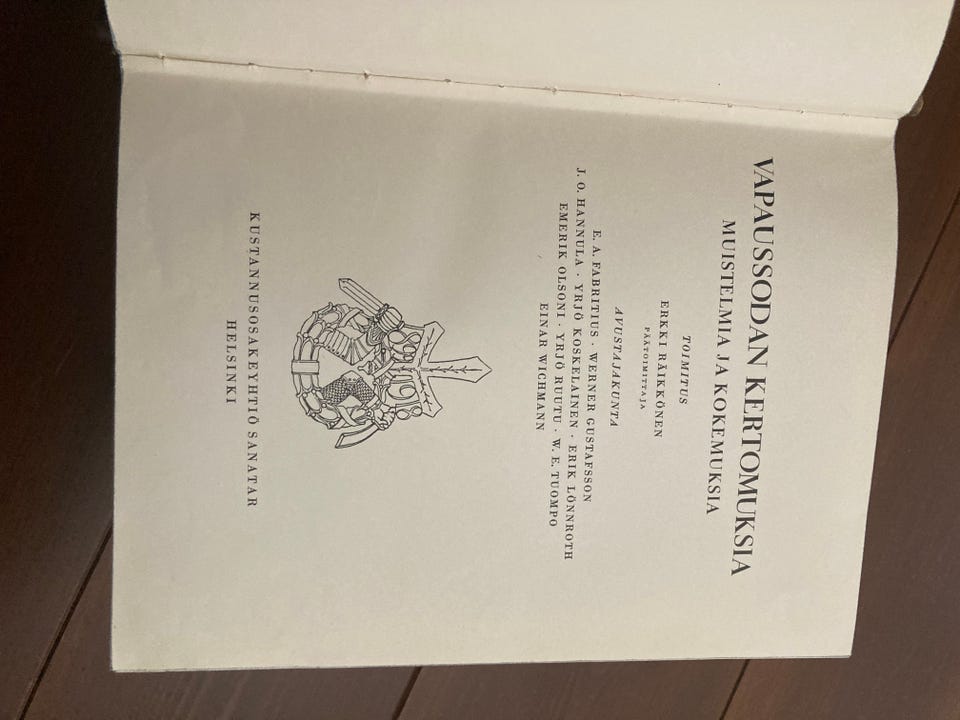 VAPAUSSODAN KERTOMUKSIA
MUISTELMIA JA KOKEMUKSIA
TOIMITUS
ERKKI RÄIKKÖNEN
PÄÄTOIMITTAJA
AVUSTAJAKUNTA
E. A. FABRITIUS · WERNER GUSTAFSSON
J. O. HANNULA · YRJÖ KOSKELAINEN · ERIK LÖNNROTH
EMERIK OLSONI · YRJÖ RUUTU · W. E. TUOMPO
EINAR WICHMANN
1918
KUSTANNUSOSAKEYHTIÖ SANATAR
HELSINKI